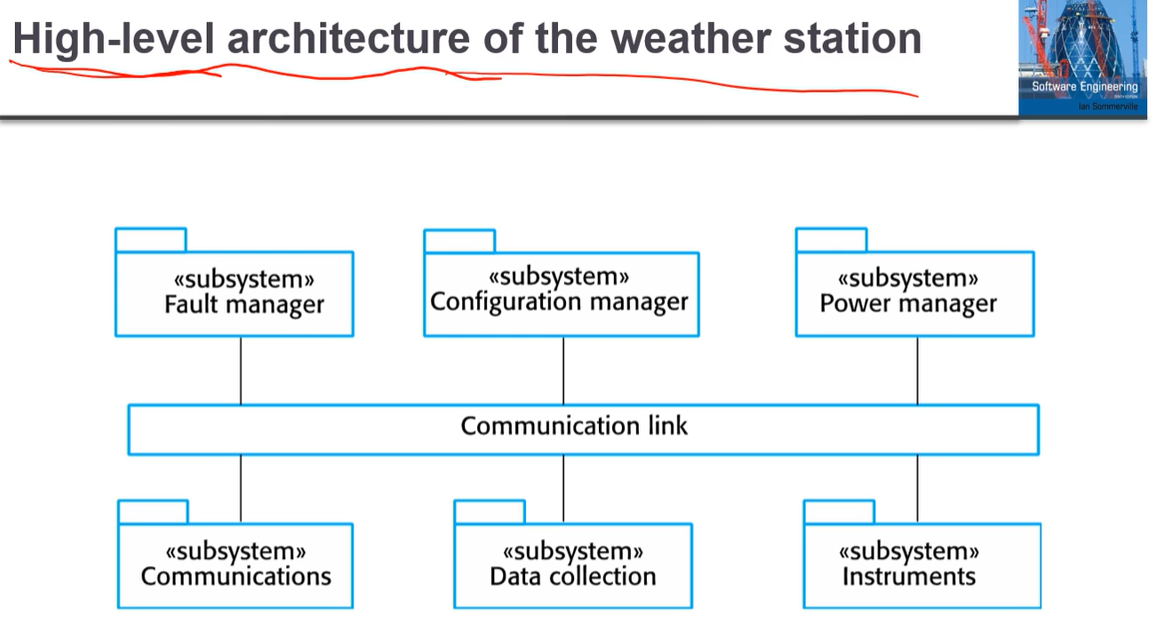 High-level architecture of the weather station
Software Engineering
Ian Sommerville
«subsystem»
Fault manager
«subsystem»
Configuration manager
«subsystem»
Power manager
Communication link
«subsystem»
Communications
«subsystem»
Data collection
«subsystem»
Instruments